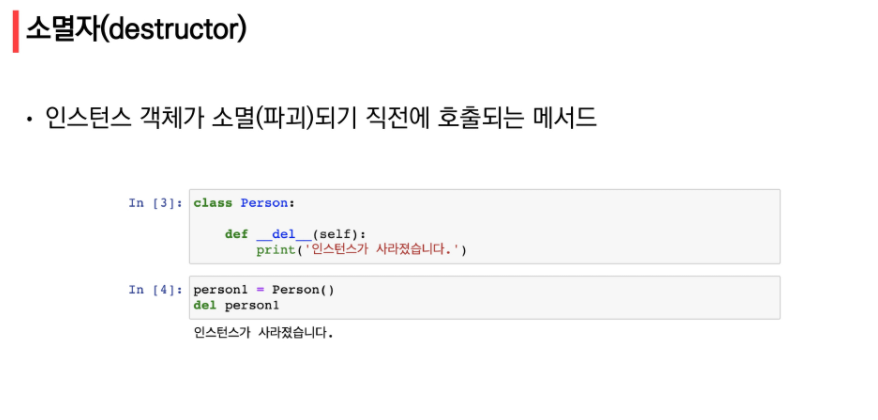 소멸자(destructor)
• 인스턴스 객체가 소멸(파괴)되기 직전에 호출되는 메서드
In [3]: class Person:
def __del__(self):
print('인스턴스가 사라졌습니다.')
In [4]: person1 = Person()
del person1
인스턴스가 사라졌습니다.